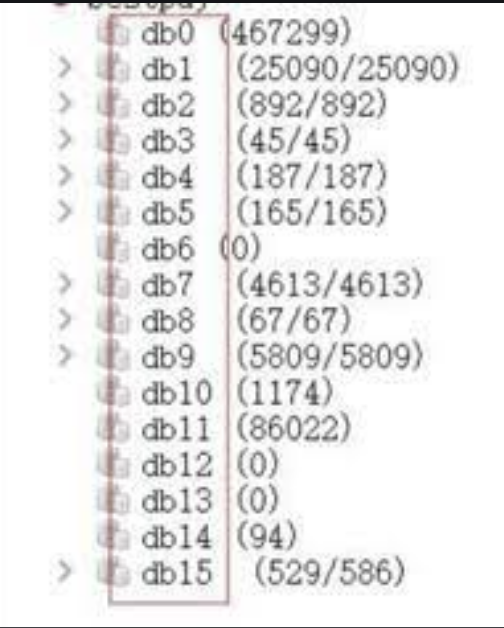 db0 (467299)
db1 (25090/25090)
db2 (892/892)
db3 (45/45)
db4 (187/187)
db5 (165/165)
db6 (0)
db7 (4613/4613)
db8 (67/67)
db9 (5809/5809)
db10 (1174)
db11 (86022)
db12 (0)
db13 (0)
db14 (94)
db15 (529/586)